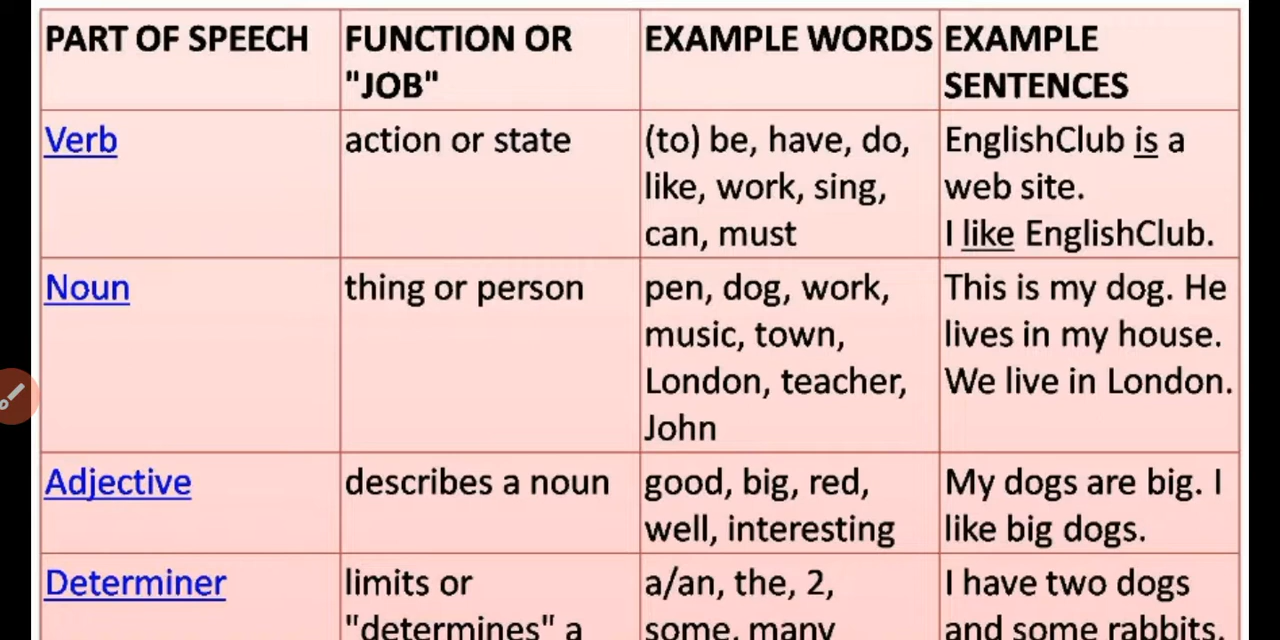 PART OF SPEECH
FUNCTION OR
"JOB"
EXAMPLE WORDS
EXAMPLE
SENTENCES
Verb
action or state
(to) be, have, do,
like, work, sing,
can, must
EnglishClub is a
web site.
I like EnglishClub.
Noun
thing or person
pen, dog, work,
music, town,
London, teacher,
John
This is my dog. He
lives in my house.
We live in London.
Adjective
describes a noun
good, big, red,
well, interesting
My dogs are big. I
like big dogs.
Determiner
limits or
"determines" a
a/an, the, 2,
some, many
I have two dogs
and some rabbits.